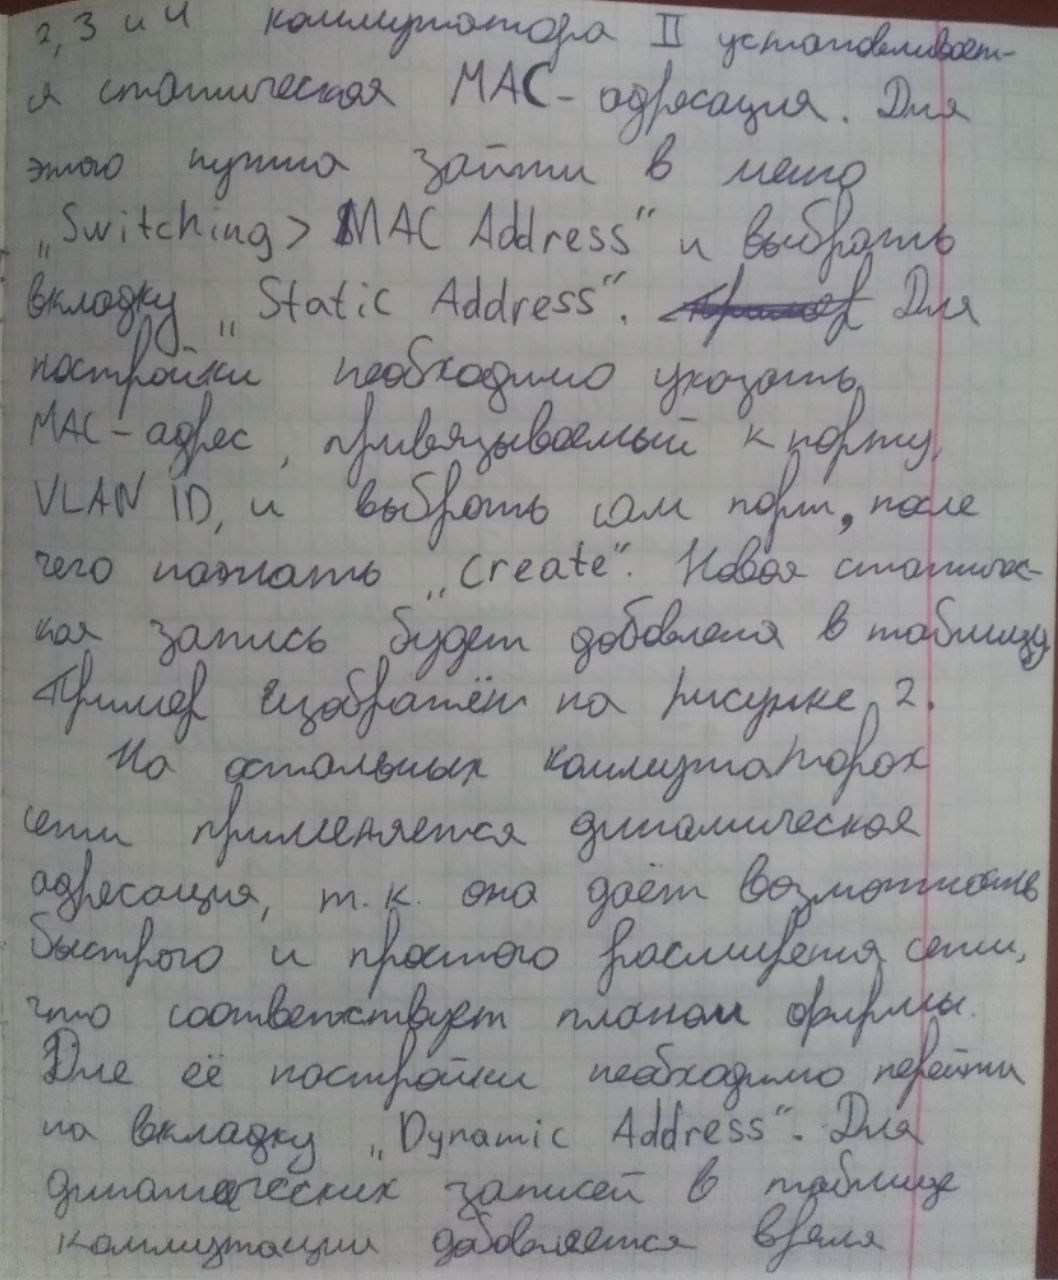 2, 3 и 4 коммутатора II устанавливает-
ся статическая MAC-адресация. Для
этого нужно зайти в меню
„Switching > MAC Address“ и выбрать
вкладку „Static Address“. Для
настройки необходимо указать
MAC-адрес, привязываемый к порту,
VLAN ID, и выбрать сам порт, после
чего нажать „Create“. Новая статичес-
кая запись будет добавлена в таблицу
Пример изображён на рисунке 2.
На остальных коммутаторах
сети применяется динамическая
адресация, т.к. она даёт возможность
быстрого и простого расширения сети,
что соответствует планам фирмы.
Для её настройки необходимо перейти
на вкладку „Dynamic Address“. Для
динамических записей в таблице
коммутации добавляется время